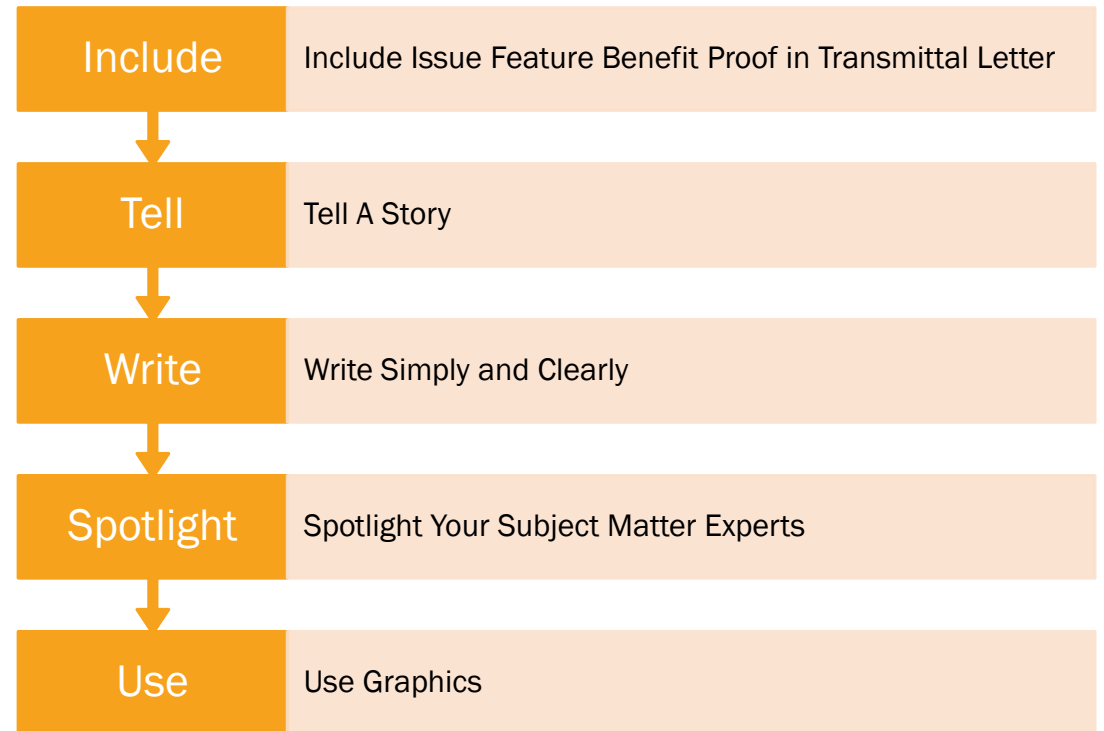 Include
Include Issue Feature Benefit Proof in Transmittal Letter
Tell
Tell A Story
Write
Write Simply and Clearly
Spotlight
Spotlight Your Subject Matter Experts
Use
Use Graphics